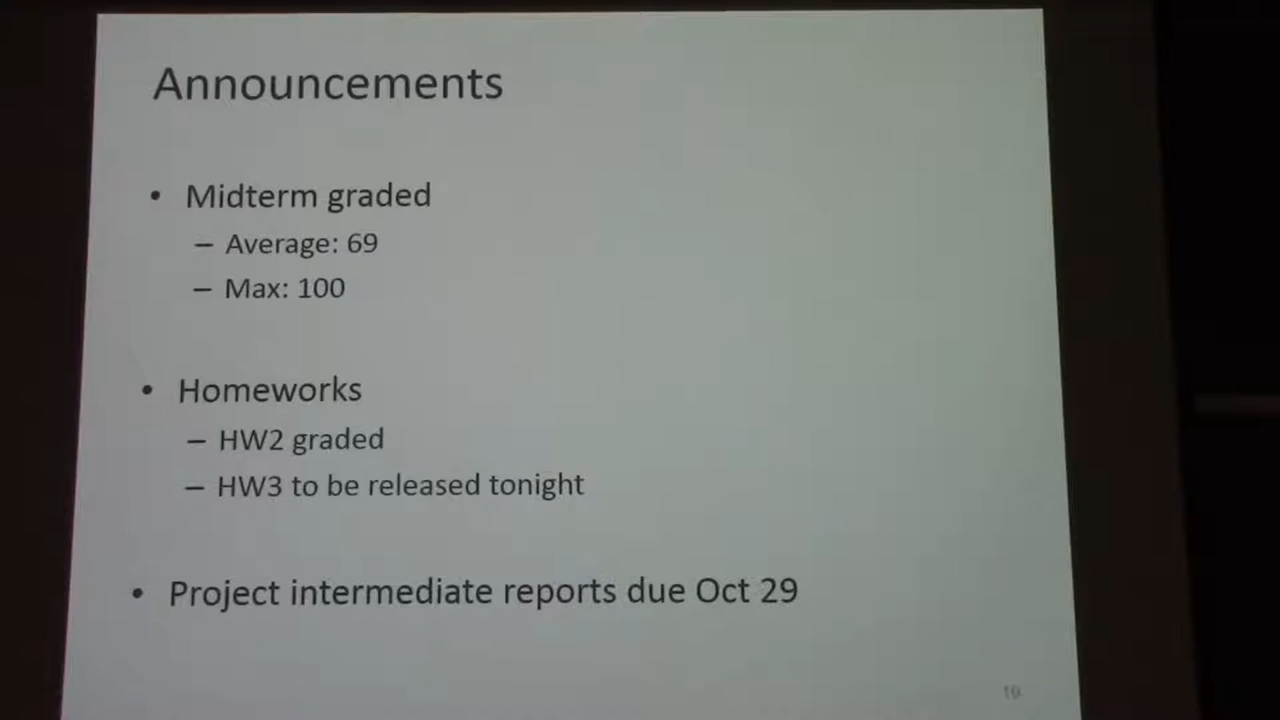 Announcements
• Midterm graded
– Average: 69
– Max: 100
• Homeworks
– HW2 graded
– HW3 to be released tonight
• Project intermediate reports due Oct 29